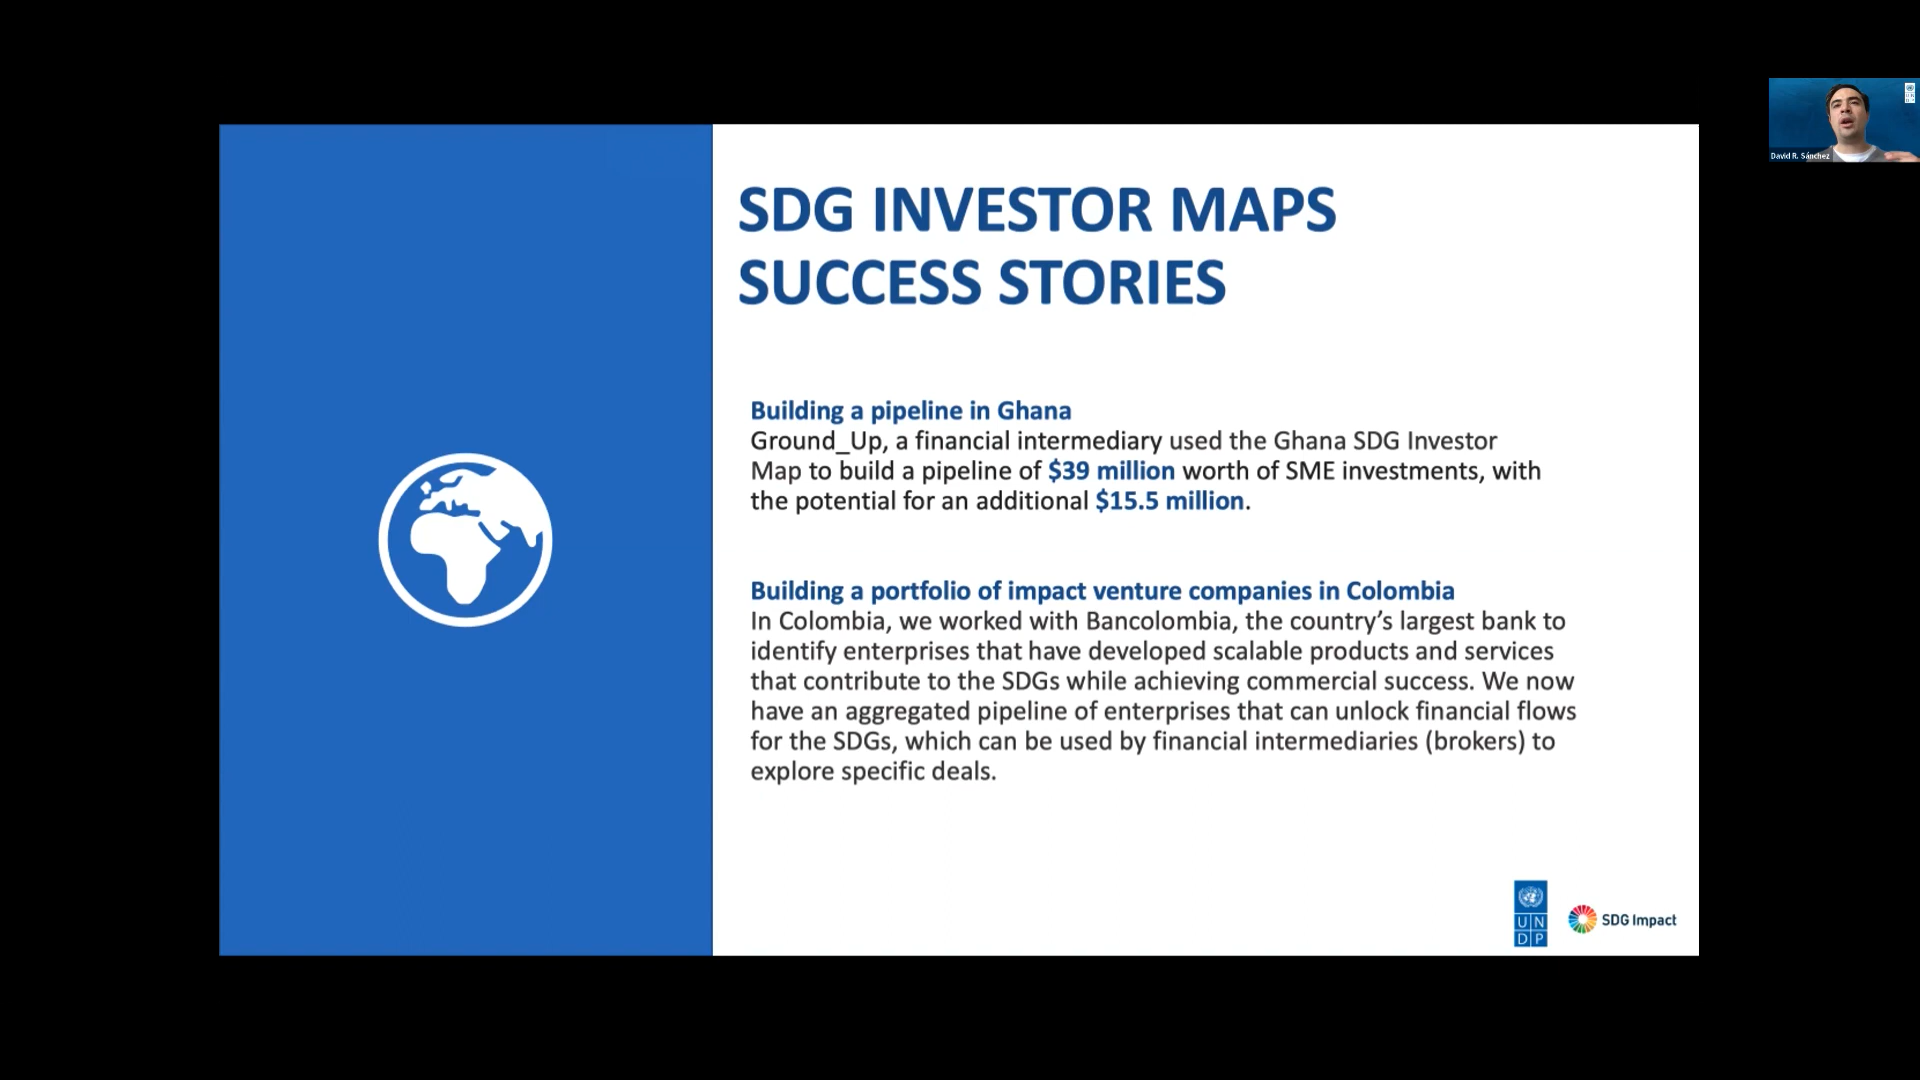 SDG INVESTOR MAPS
SUCCESS STORIES
Building a pipeline in Ghana
Ground_Up, a financial intermediary used the Ghana SDG Investor
Map to build a pipeline of $39 million worth of SME investments, with
the potential for an additional $15.5 million.
Building a portfolio of impact venture companies in Colombia
In Colombia, we worked with Bancolombia, the country’s largest bank to
identify enterprises that have developed scalable products and services
that contribute to the SDGs while achieving commercial success. We now
have an aggregated pipeline of enterprises that can unlock financial flows
for the SDGs, which can be used by financial intermediaries (brokers) to
explore specific deals.
U N
D P
SDG Impact
David R. Sánchez